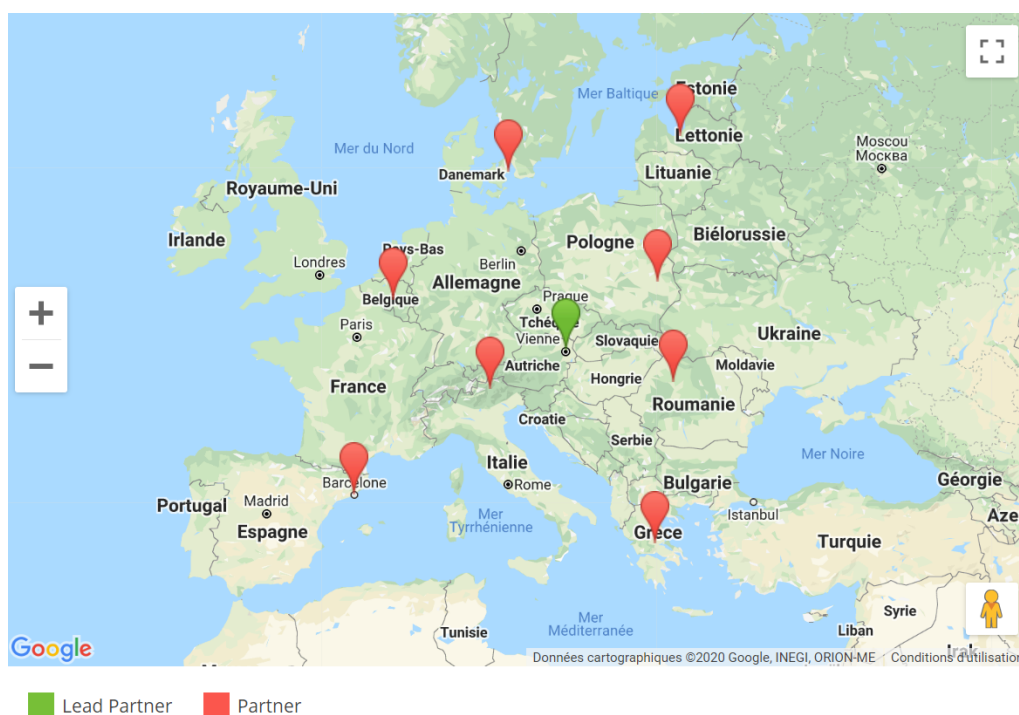 Estonie
Mer Baltique
Lettonie
Moscou
Москва
Mer du Nord
Danemark
Lituanie
Royaume-Uni
Biélorussie
Irlande
Pologne
Pays-Bas
Londres
Berlin
Allemagne
Belgique
Prague
Paris
Tchéquie
Vienne
Slovaquie
Ukraine
Autriche
Moldavie
Hongrie
France
Roumanie
Croatie
Serbie
Mer Noire
Italie
Barcelone
Rome
Bulgarie
Géorgie
Portugal
Madrid
Istanbul
Aze
Espagne
Mer
Tyrrhénienne
Grèce
Turquie
Mer
Méditerranée
Syrie
Tunisie
Liban
Irak
Google
Données cartographiques ©2020 Google, INEGI, ORION-ME
Conditions d'utilisation
Lead Partner
Partner